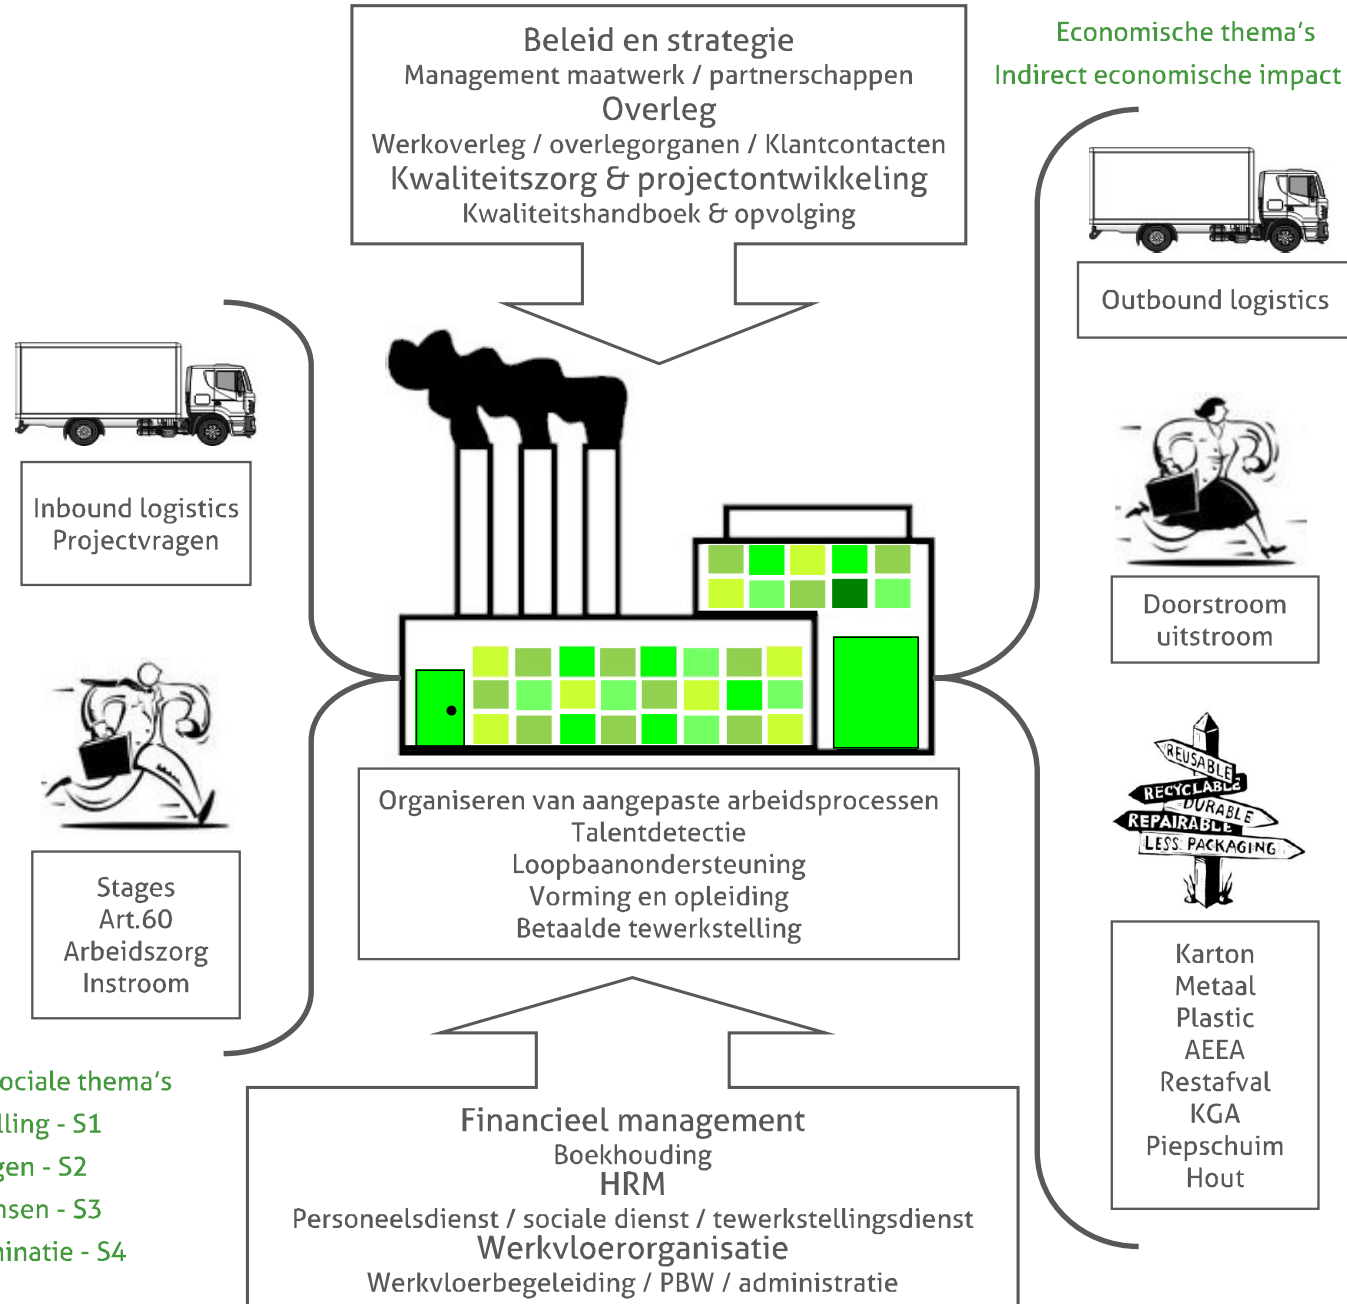 Beleid en strategie
Management maatwerk / partnerschappen
Overleg
Werkoverleg / overlegorganen / Klantcontacten
Kwaliteitszorg & projectontwikkeling
Kwaliteitshandboek & opvolging
Economische thema's
Indirect economische impact
Outbound logistics
Inbound logistics
Projectvragen
Doorstroom
uitstroom
REUSABLE
RECYCLABLE
DURABLE
REPAIRABLE
LESS PACKAGING
Organiseren van aangepaste arbeidsprocessen
Talentdetectie
Loopbaanondersteuning
Vorming en opleiding
Betaalde tewerkstelling
Stages
Art.60
Arbeidszorg
Instroom
Karton
Metaal
Plastic
AEEA
Restafval
KGA
Piepschuim
Hout
ociale thema's
lling - S1
gen - S2
nsen - S3
ninatie - S4
Financieel management
Boekhouding
HRM
Personeelsdienst / sociale dienst / tewerkstellingsdienst
Werkvloerorganisatie
Werkvloerbegeleiding / PBW / administratie